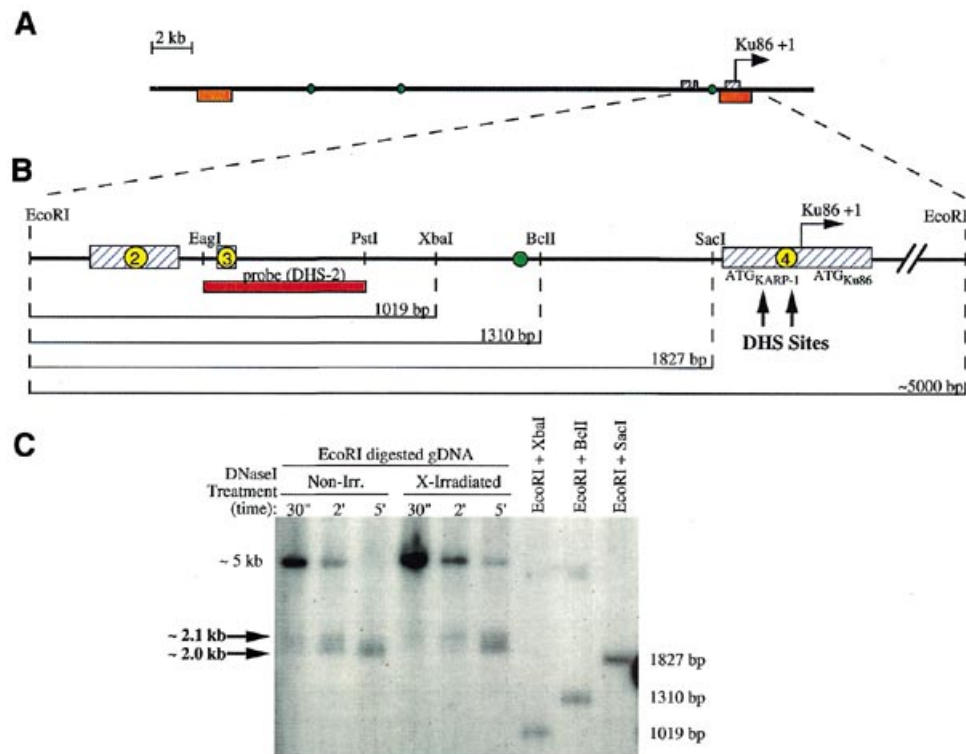 A
2 kb
Ku86 +1
B
EcoRI
EagI
PstI
XbaI
BclI
SacI
Ku86 +1
EcoRI
2
3
4
probe (DHS-2)
ATGKARP-1
ATGKu86
1019 bp
1310 bp
1827 bp
~5000 bp
DHS Sites
C
EcoRI digested gDNA
DNaseI
Treatment
(time):
Non-Irr.
X-Irradiated
30" 2' 5' 30" 2' 5'
EcoRI + XbaI
EcoRI + BclI
EcoRI + SacI
~ 5 kb
~ 2.1 kb
~ 2.0 kb
1827 bp
1310 bp
1019 bp